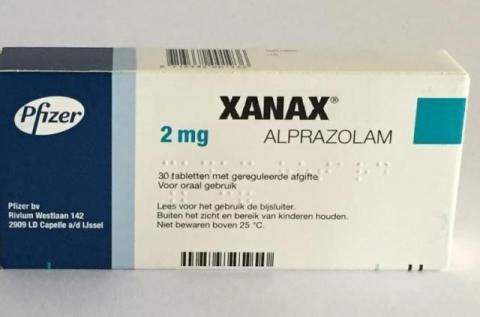 Pfizer
XANAX®
2 mg
ALPRAZOLAM
30 tabletten met gereguleerde afgifte
Voor oraal gebruik
Lees voor het gebruik de bijsluiter.
Buiten het zicht en bereik van kinderen houden.
Niet bewaren boven 25 °C.
Pfizer bv
Rivium Westlaan 142
2909 LD Capelle a/d IJssel